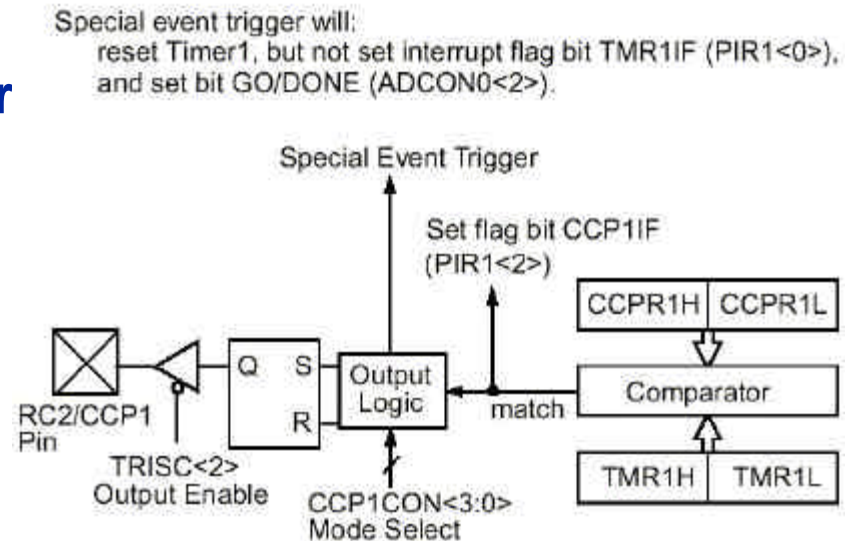 Special event trigger will:
reset Timer1, but not set interrupt flag bit TMR1IF (PIR1<0>),
and set bit GO/DONE (ADCON0<2>).
r
Special Event Trigger
Set flag bit CCP1IF
(PIR1<2>)
CCPR1H CCPR1L
Q S
R
Output
Logic
match
Comparator
RC2/CCP1
Pin
TRISC<2>
Output Enable
TMR1H TMR1L
CCP1CON<3:0>
Mode Select